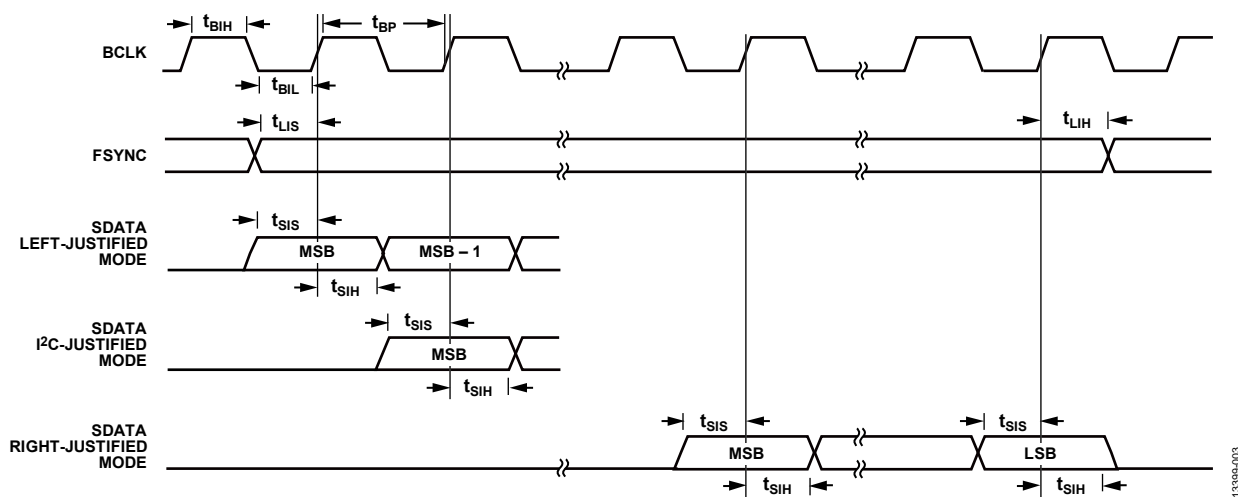 tBIH
tBP
BCLK
tBIL
tLIS
tLIH
FSYNC
SDATA
LEFT-JUSTIFIED
MODE
tSIS
MSB
MSB – 1
tSIH
SDATA
I2C-JUSTIFIED
MODE
tSIS
MSB
tSIH
SDATA
RIGHT-JUSTIFIED
MODE
tSIS
tSIS
MSB
LSB
tSIH
tSIH
13399-003